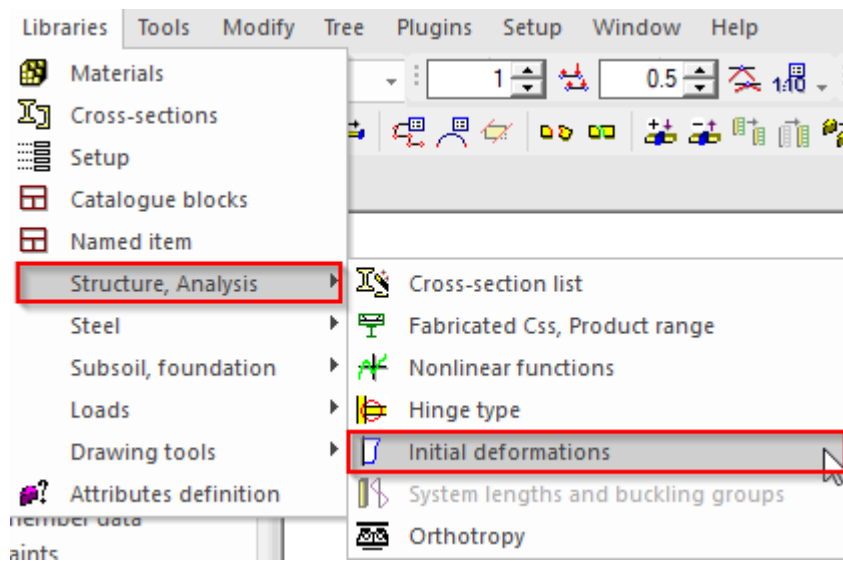 Libraries Tools Modify Tree Plugins Setup Window Help
Materials
1 0.5 1:10
Cross-sections
Setup
Catalogue blocks
Named item
Structure, Analysis
Cross-section list
Steel
Fabricated Css, Product range
Subsoil, foundation
Nonlinear functions
Loads
Hinge type
Drawing tools
Initial deformations
Attributes definition
System lengths and buckling groups
Orthotropy